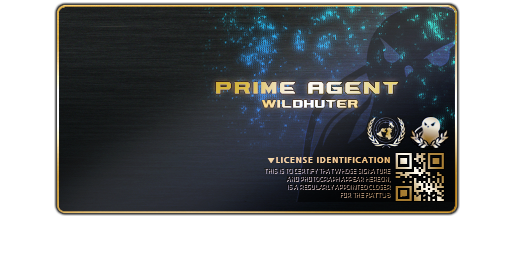 PRIME AGENT
WILDHUTER
▼LICENSE IDENTIFICATION
THIS IS TO CERTIFY THAT WHOSE SIGNATURE
AND PHOTOGRAPH APPEAR HEREON,
IS A REGULARLY APPOINTED CLOSER
FOR THE